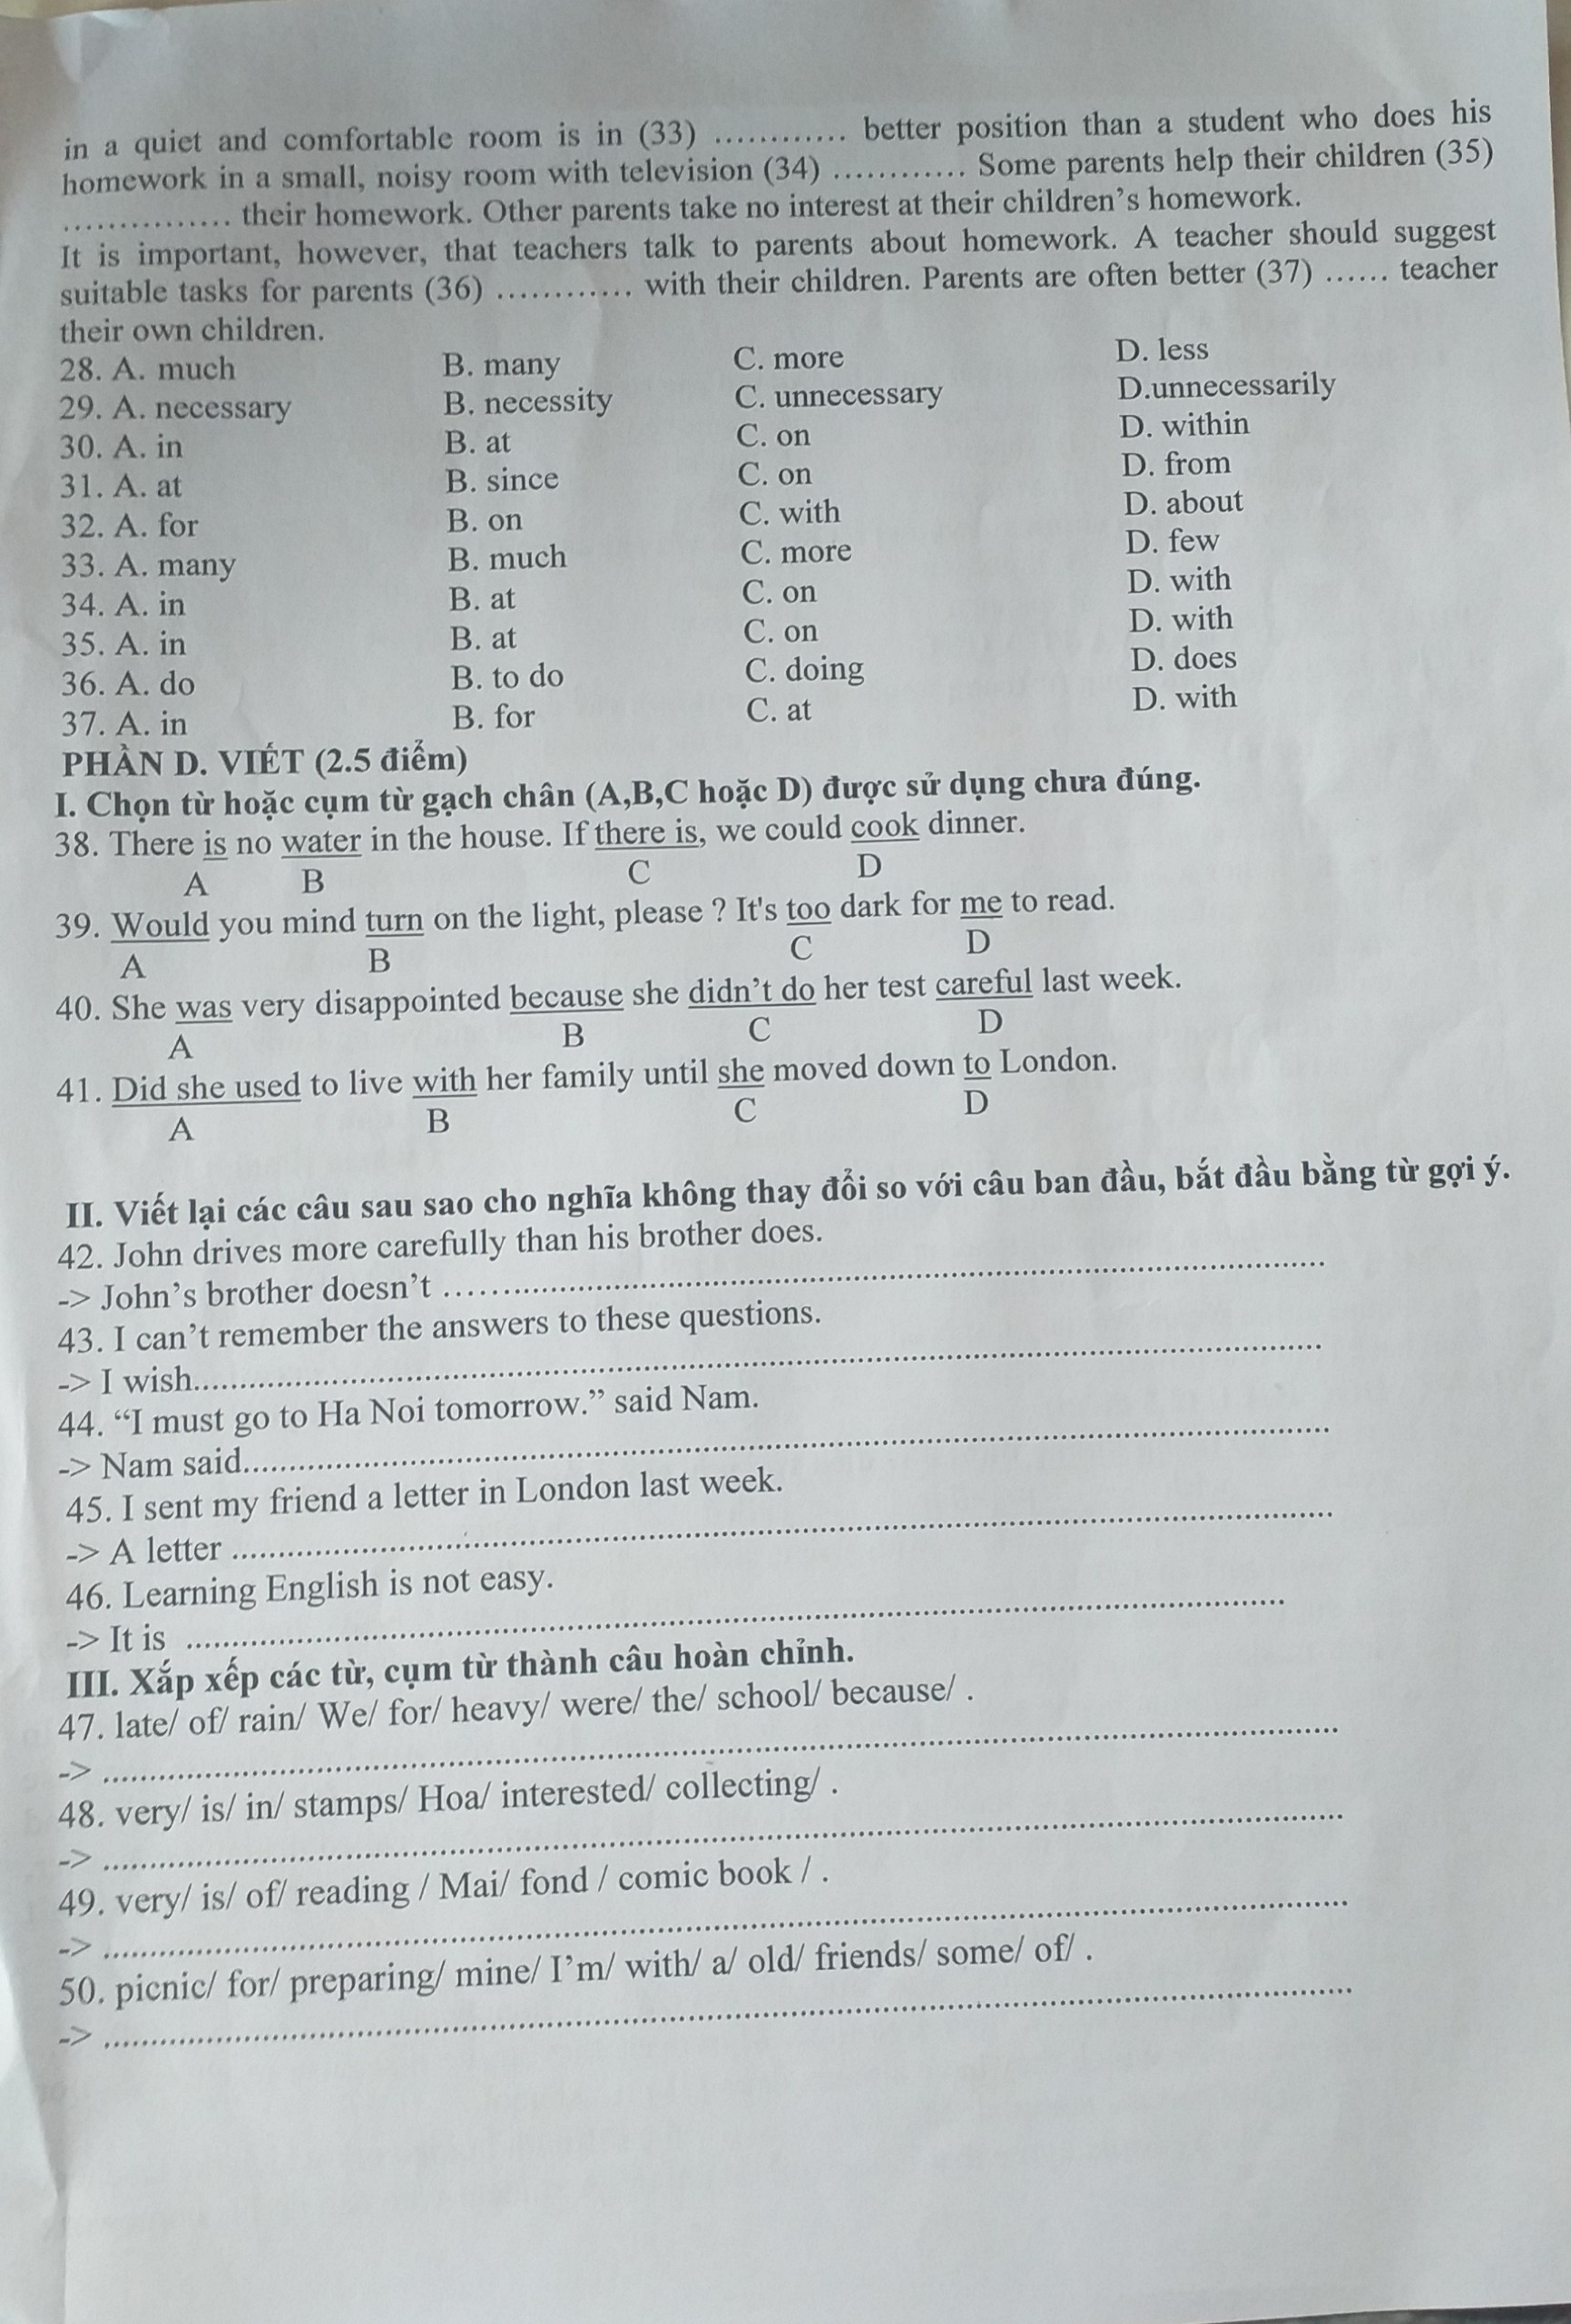 in a quiet and comfortable room is in (33) ............ better position than a student who does his
homework in a small, noisy room with television (34) ............ Some parents help their children (35)
............... their homework. Other parents take no interest at their children's homework.
It is important, however, that teachers talk to parents about homework. A teacher should suggest
suitable tasks for parents (36) ............ with their children. Parents are often better (37) ...... teacher
their own children.
28. A. much B. many C. more D. less
29. A. necessary B. necessity C. unnecessary D.unnecessarily
30. A. in B. at C. on D. within
31. A. at B. since C. on D. from
32. A. for B. on C. with D. about
33. A. many B. much C. more D. few
34. A. in B. at C. on D. with
35. A. in B. at C. on D. with
36. A. do B. to do C. doing D. does
37. A. in B. for C. at D. with
PHẦN D. VIẾT (2.5 điểm)
I. Chọn từ hoặc cụm từ gạch chân (A,B,C hoặc D) được sử dụng chưa đúng.
38. There is no water in the house. If there is, we could cook dinner.
A B C D
39. Would you mind turn on the light, please ? It's too dark for me to read.
A B C D
40. She was very disappointed because she didn't do her test careful last week.
A B C D
41. Did she used to live with her family until she moved down to London.
A B C D
II. Viết lại các câu sau sao cho nghĩa không thay đổi so với câu ban đầu, bắt đầu bằng từ gợi ý.
42. John drives more carefully than his brother does.
-> John's brother doesn't ..........................................................................
43. I can't remember the answers to these questions.
-> I wish..........................................................................
44. “I must go to Ha Noi tomorrow.” said Nam.
-> Nam said..........................................................................
45. I sent my friend a letter in London last week.
-> A letter ..........................................................................
46. Learning English is not easy.
-> It is ..........................................................................
III. Xắp xếp các từ, cụm từ thành câu hoàn chỉnh.
47. late/ of/ rain/ We/ for/ heavy/ were/ the/ school/ because/ .
-> ..........................................................................
48. very/ is/ in/ stamps/ Hoa/ interested/ collecting/ .
-> ..........................................................................
49. very/ is/ of/ reading / Mai/ fond / comic book / .
-> ..........................................................................
50. picnic/ for/ preparing/ mine/ I'm/ with/ a/ old/ friends/ some/ of/ .
-> ..........................................................................